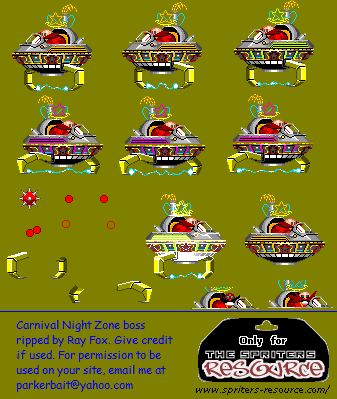 Carnival Night Zone boss
ripped by Ray Fox. Give credit
if used. For permission to be
used on your site, email me at
parkerbait@yahoo.com
Only for
THE SPRITERS
RESOURCE
www.spriters-resource.com/